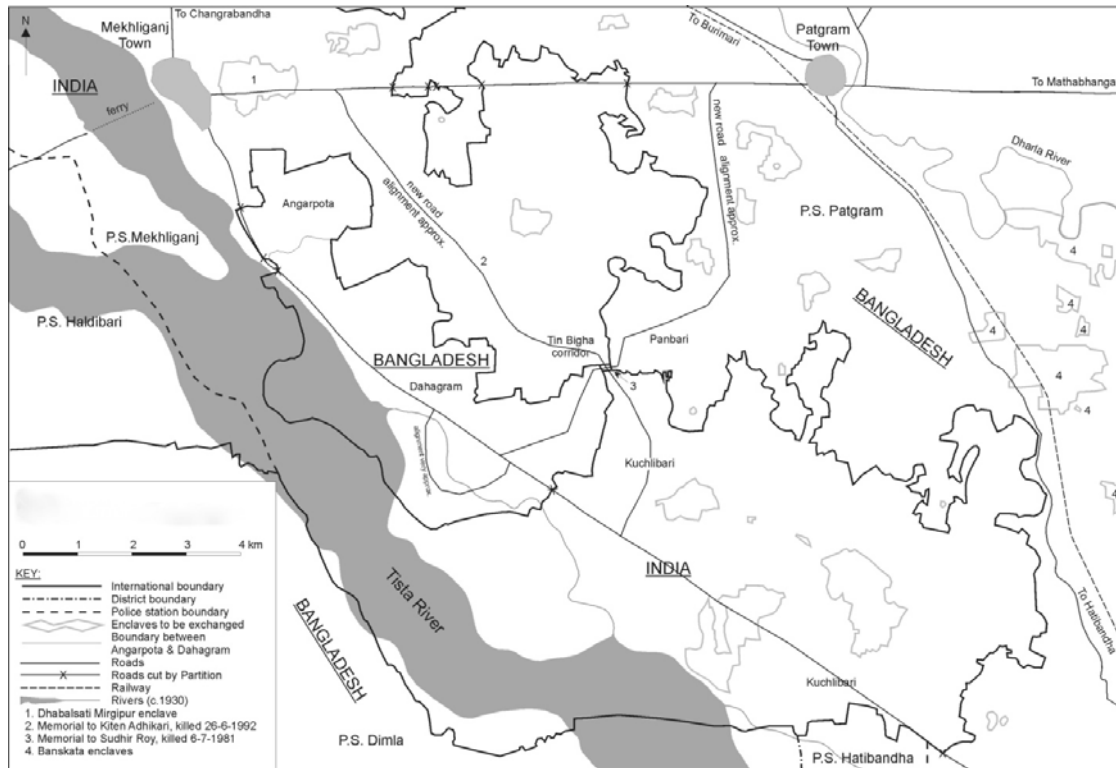 N
To Changrabandha
Mekhliganj
Town
INDIA
ferry
1
To Burimari
Patgram
Town
To Mathabhanga
Dharla River
Angarpota
new road
alignment approx.
2
new road alignment approx.
P.S. Patgram
P.S.Mekhliganj
P.S. Haldibari
BANGLADESH
Dahagram
alignment very approx.
Tin Bigha
corridor
Panbari
3
Kuchlibari
BANGLADESH
4
4
4
4
4
4
4
To Hatibandha
INDIA
Kuchlibari
Tista River
BANGLADESH
P.S. Dimla
P.S. Hatibandha
0 1 2 3 4 km
KEY:
International boundary
District boundary
Police station boundary
Enclaves to be exchanged
Boundary between
Angarpota & Dahagram
Roads
X Roads cut by Partition
Railway
Rivers (c.1930)
1. Dhabalsati Mirgipur enclave
2. Memorial to Kiten Adhikari, killed 26-6-1992
3. Memorial to Sudhir Roy, killed 6-7-1981
4. Banskata enclaves